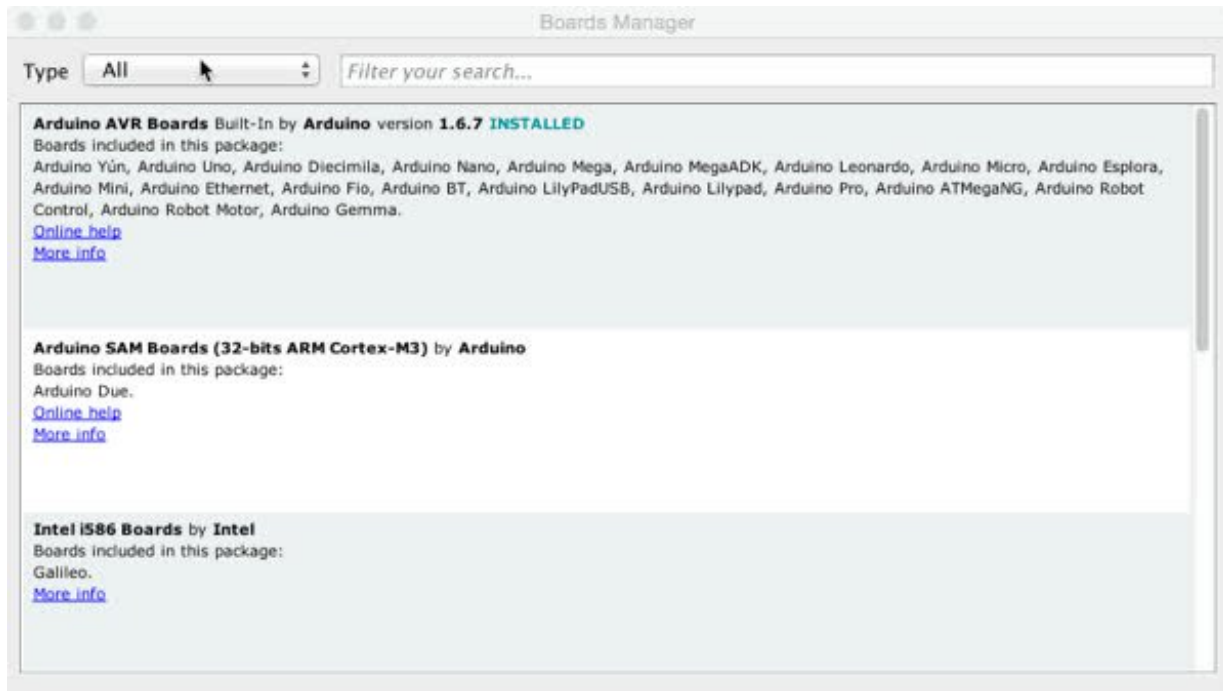 Boards Manager
Type All Filter your search...
Arduino AVR Boards Built-In by Arduino version 1.6.7 INSTALLED
Boards included in this package:
Arduino Yún, Arduino Uno, Arduino Diecimila, Arduino Nano, Arduino Mega, Arduino MegaADK, Arduino Leonardo, Arduino Micro, Arduino Esplora,
Arduino Mini, Arduino Ethernet, Arduino Fio, Arduino BT, Arduino LilyPadUSB, Arduino Lilypad, Arduino Pro, Arduino ATMegaNG, Arduino Robot
Control, Arduino Robot Motor, Arduino Gemma.
Online help
More info
Arduino SAM Boards (32-bits ARM Cortex-M3) by Arduino
Boards included in this package:
Arduino Due.
Online help
More info
Intel i586 Boards by Intel
Boards included in this package:
Galileo.
More info